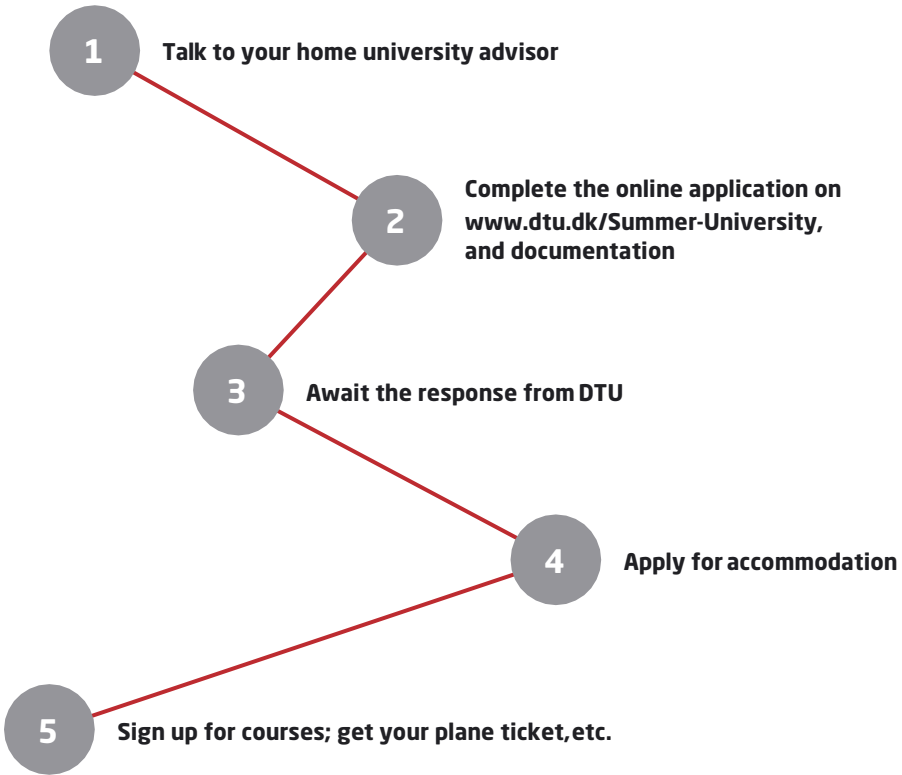 1
Talk to your home university advisor
2
Complete the online application on
www.dtu.dk/Summer-University,
and documentation
3
Await the response from DTU
4
Apply for accommodation
5
Sign up for courses; get your plane ticket,etc.